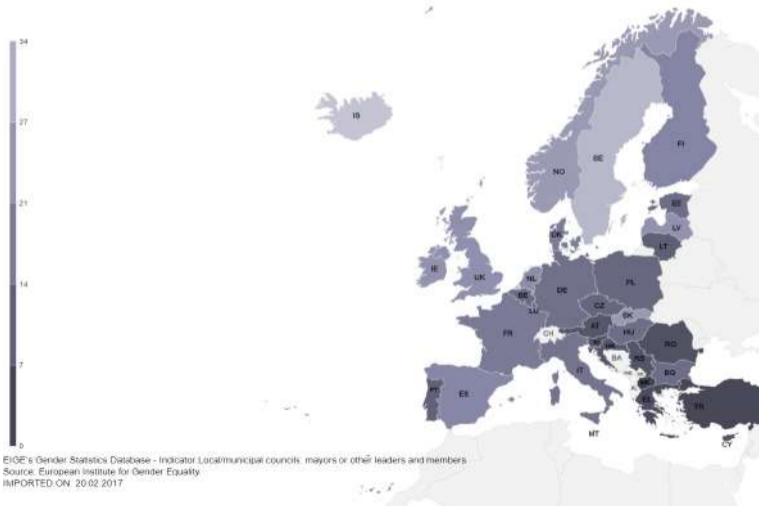 34
27
21
14
7
0
IS
NO
SE
FI
EE
LV
LT
DK
IE
UK
NL
BE
LU
DE
PL
CZ
SK
AT
HU
FR
CH
RO
BA
RS
IT
BG
PT
ES
EL
TR
MT
CY
EIGE's Gender Statistics Database - Indicator:Local/municipal councils: mayors or other leaders and members
Source: European Institute for Gender Equality
IMPORTED ON: 20.02.2017